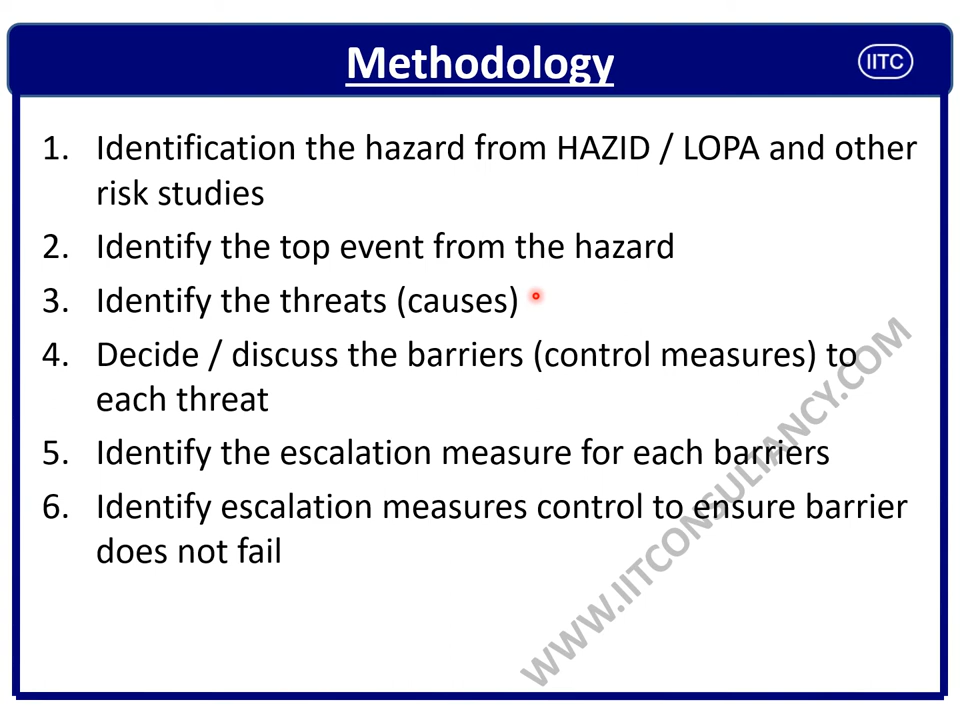 Methodology
IITC
1. Identification the hazard from HAZID / LOPA and other
risk studies
2. Identify the top event from the hazard
3. Identify the threats (causes)
4. Decide / discuss the barriers (control measures) to
each threat
5. Identify the escalation measure for each barriers
6. Identify escalation measures control to ensure barrier
does not fail
WWW.IITCONSULTANCY.COM